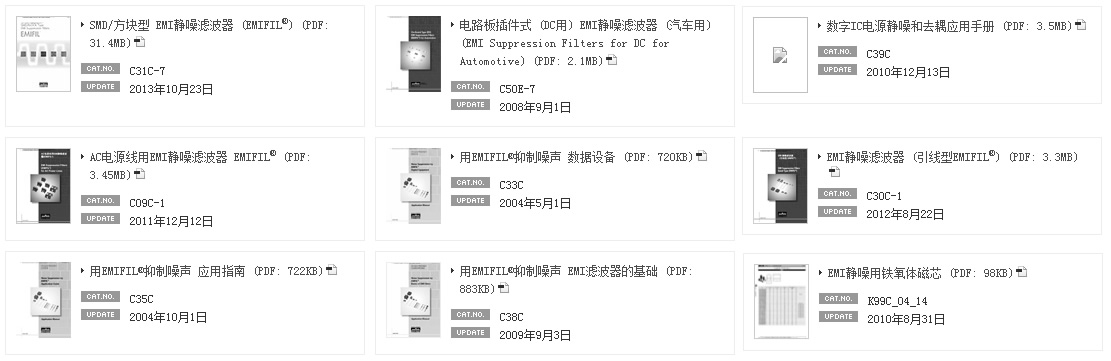 SMD/方块型 EMI静噪滤波器 (EMIFIL®) (PDF:
31.4MB)
CAT.NO. C31C-7
UPDATE 2013年10月23日
电路板插件式 (DC用) EMI静噪滤波器 (汽车用)
(EMI Suppression Filters for DC for
Automotive) (PDF: 2.1MB)
CAT.NO. C50E-7
UPDATE 2008年9月1日
数字IC电源静噪和去耦应用手册 (PDF: 3.5MB)
CAT.NO. C39C
UPDATE 2010年12月13日
AC电源线用EMI静噪滤波器 EMIFIL® (PDF:
3.45MB)
CAT.NO. C09C-1
UPDATE 2011年12月12日
用EMIFIL®抑制噪声 数据设备 (PDF: 720KB)
CAT.NO. C33C
UPDATE 2004年5月1日
EMI静噪滤波器 (引线型EMIFIL®) (PDF: 3.3MB)
CAT.NO. C30C-1
UPDATE 2012年8月22日
用EMIFIL®抑制噪声 应用指南 (PDF: 722KB)
CAT.NO. C35C
UPDATE 2004年10月1日
用EMIFIL®抑制噪声 EMI滤波器的基础 (PDF:
883KB)
CAT.NO. C38C
UPDATE 2009年9月3日
EMI静噪用铁氧体磁芯 (PDF: 98KB)
CAT.NO. K99C_04_14
UPDATE 2010年8月31日